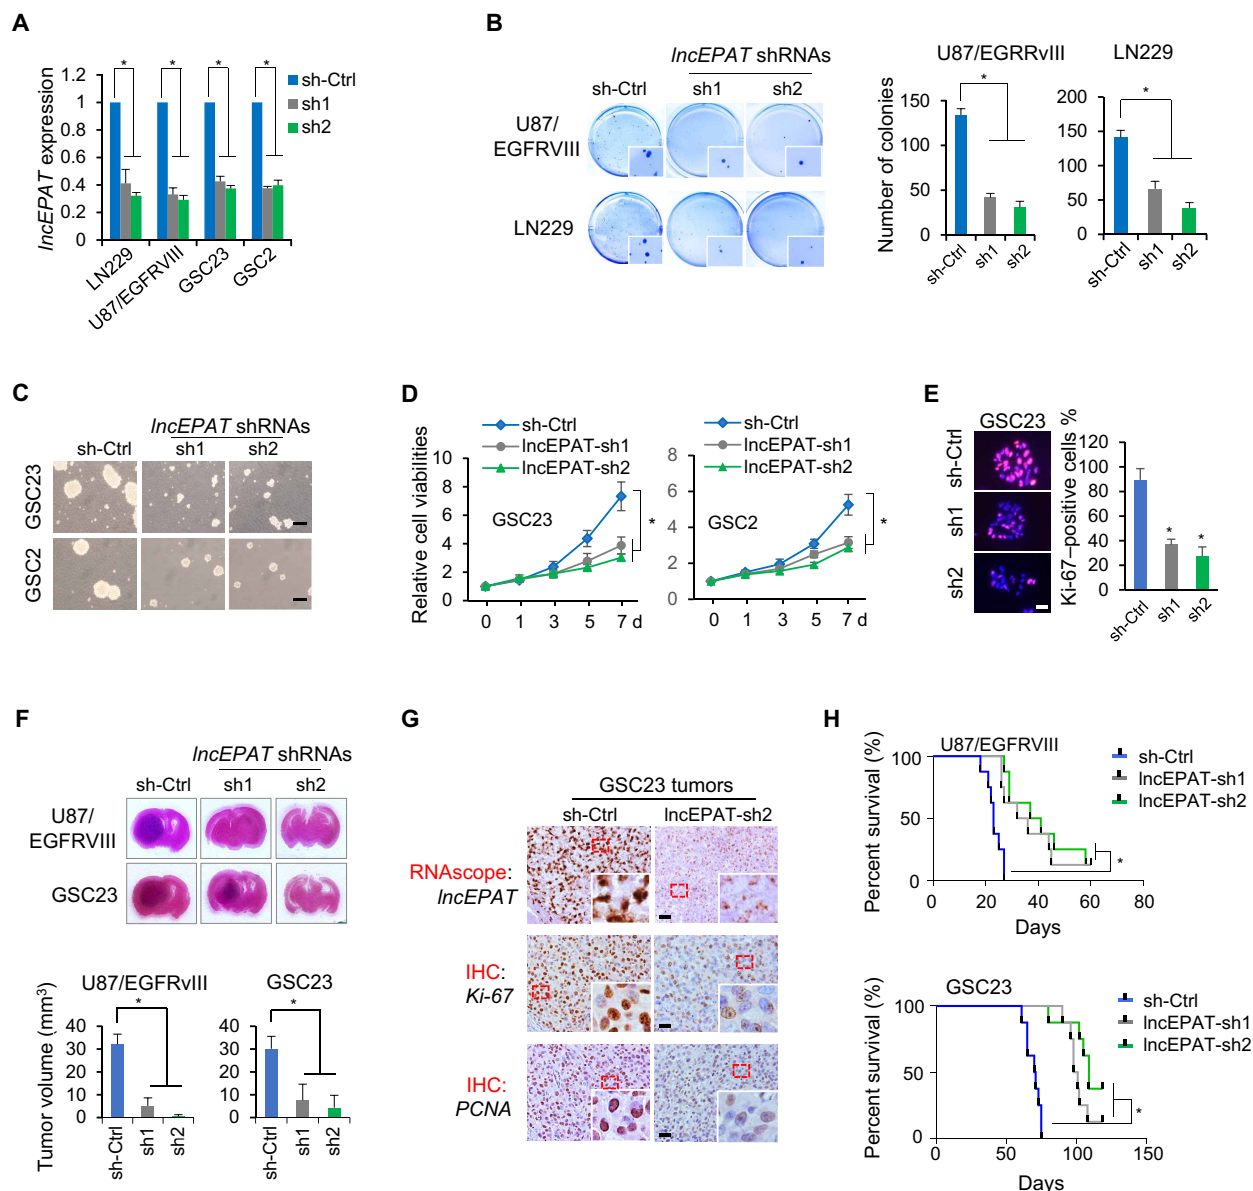 A
lncEPAT expression
1.2
1
0.8
0.6
0.4
0.2
0
* * * *
sh-Ctrl
sh1
sh2
LN229
U87/EGFRVIII
GSC23
GSC2
B
lncEPAT shRNAs
sh-Ctrl sh1 sh2
U87/
EGFRVIII
LN229
U87/EGRRvIII
Number of colonies
150
100
50
0
*
sh-Ctrl
sh1
sh2
LN229
200
150
100
50
0
*
sh-Ctrl
sh1
sh2
C
lncEPAT shRNAs
sh-Ctrl sh1 sh2
GSC23
GSC2
D
Relative cell viabilities
sh-Ctrl
lncEPAT-sh1
lncEPAT-sh2
10
8
6
4
2
0
GSC23
*
0 1 3 5 7 d
sh-Ctrl
lncEPAT-sh1
lncEPAT-sh2
8
6
4
2
0
GSC2
*
0 1 3 5 7 d
E
GSC23
sh-Ctrl
sh1
sh2
Ki-67–positive cells %
120
100
80
60
40
20
0
* *
sh-Ctrl
sh1
sh2
F
lncEPAT shRNAs
sh-Ctrl sh1 sh2
U87/
EGFRVIII
GSC23
Tumor volume (mm³)
U87/EGFRvIII
40
30
20
10
0
*
sh-Ctrl
sh1
sh2
GSC23
40
30
20
10
0
*
sh-Ctrl
sh1
sh2
G
GSC23 tumors
sh-Ctrl lncEPAT-sh2
RNAscope:
lncEPAT
IHC:
Ki-67
IHC:
PCNA
H
Percent survival (%)
U87/EGFRVIII
100
50
0
*
0 20 40 60 80
Days
sh-Ctrl
lncEPAT-sh1
lncEPAT-sh2
Percent survival (%)
GSC23
100
50
0
*
0 50 100 150
Days
sh-Ctrl
lncEPAT-sh1
lncEPAT-sh2